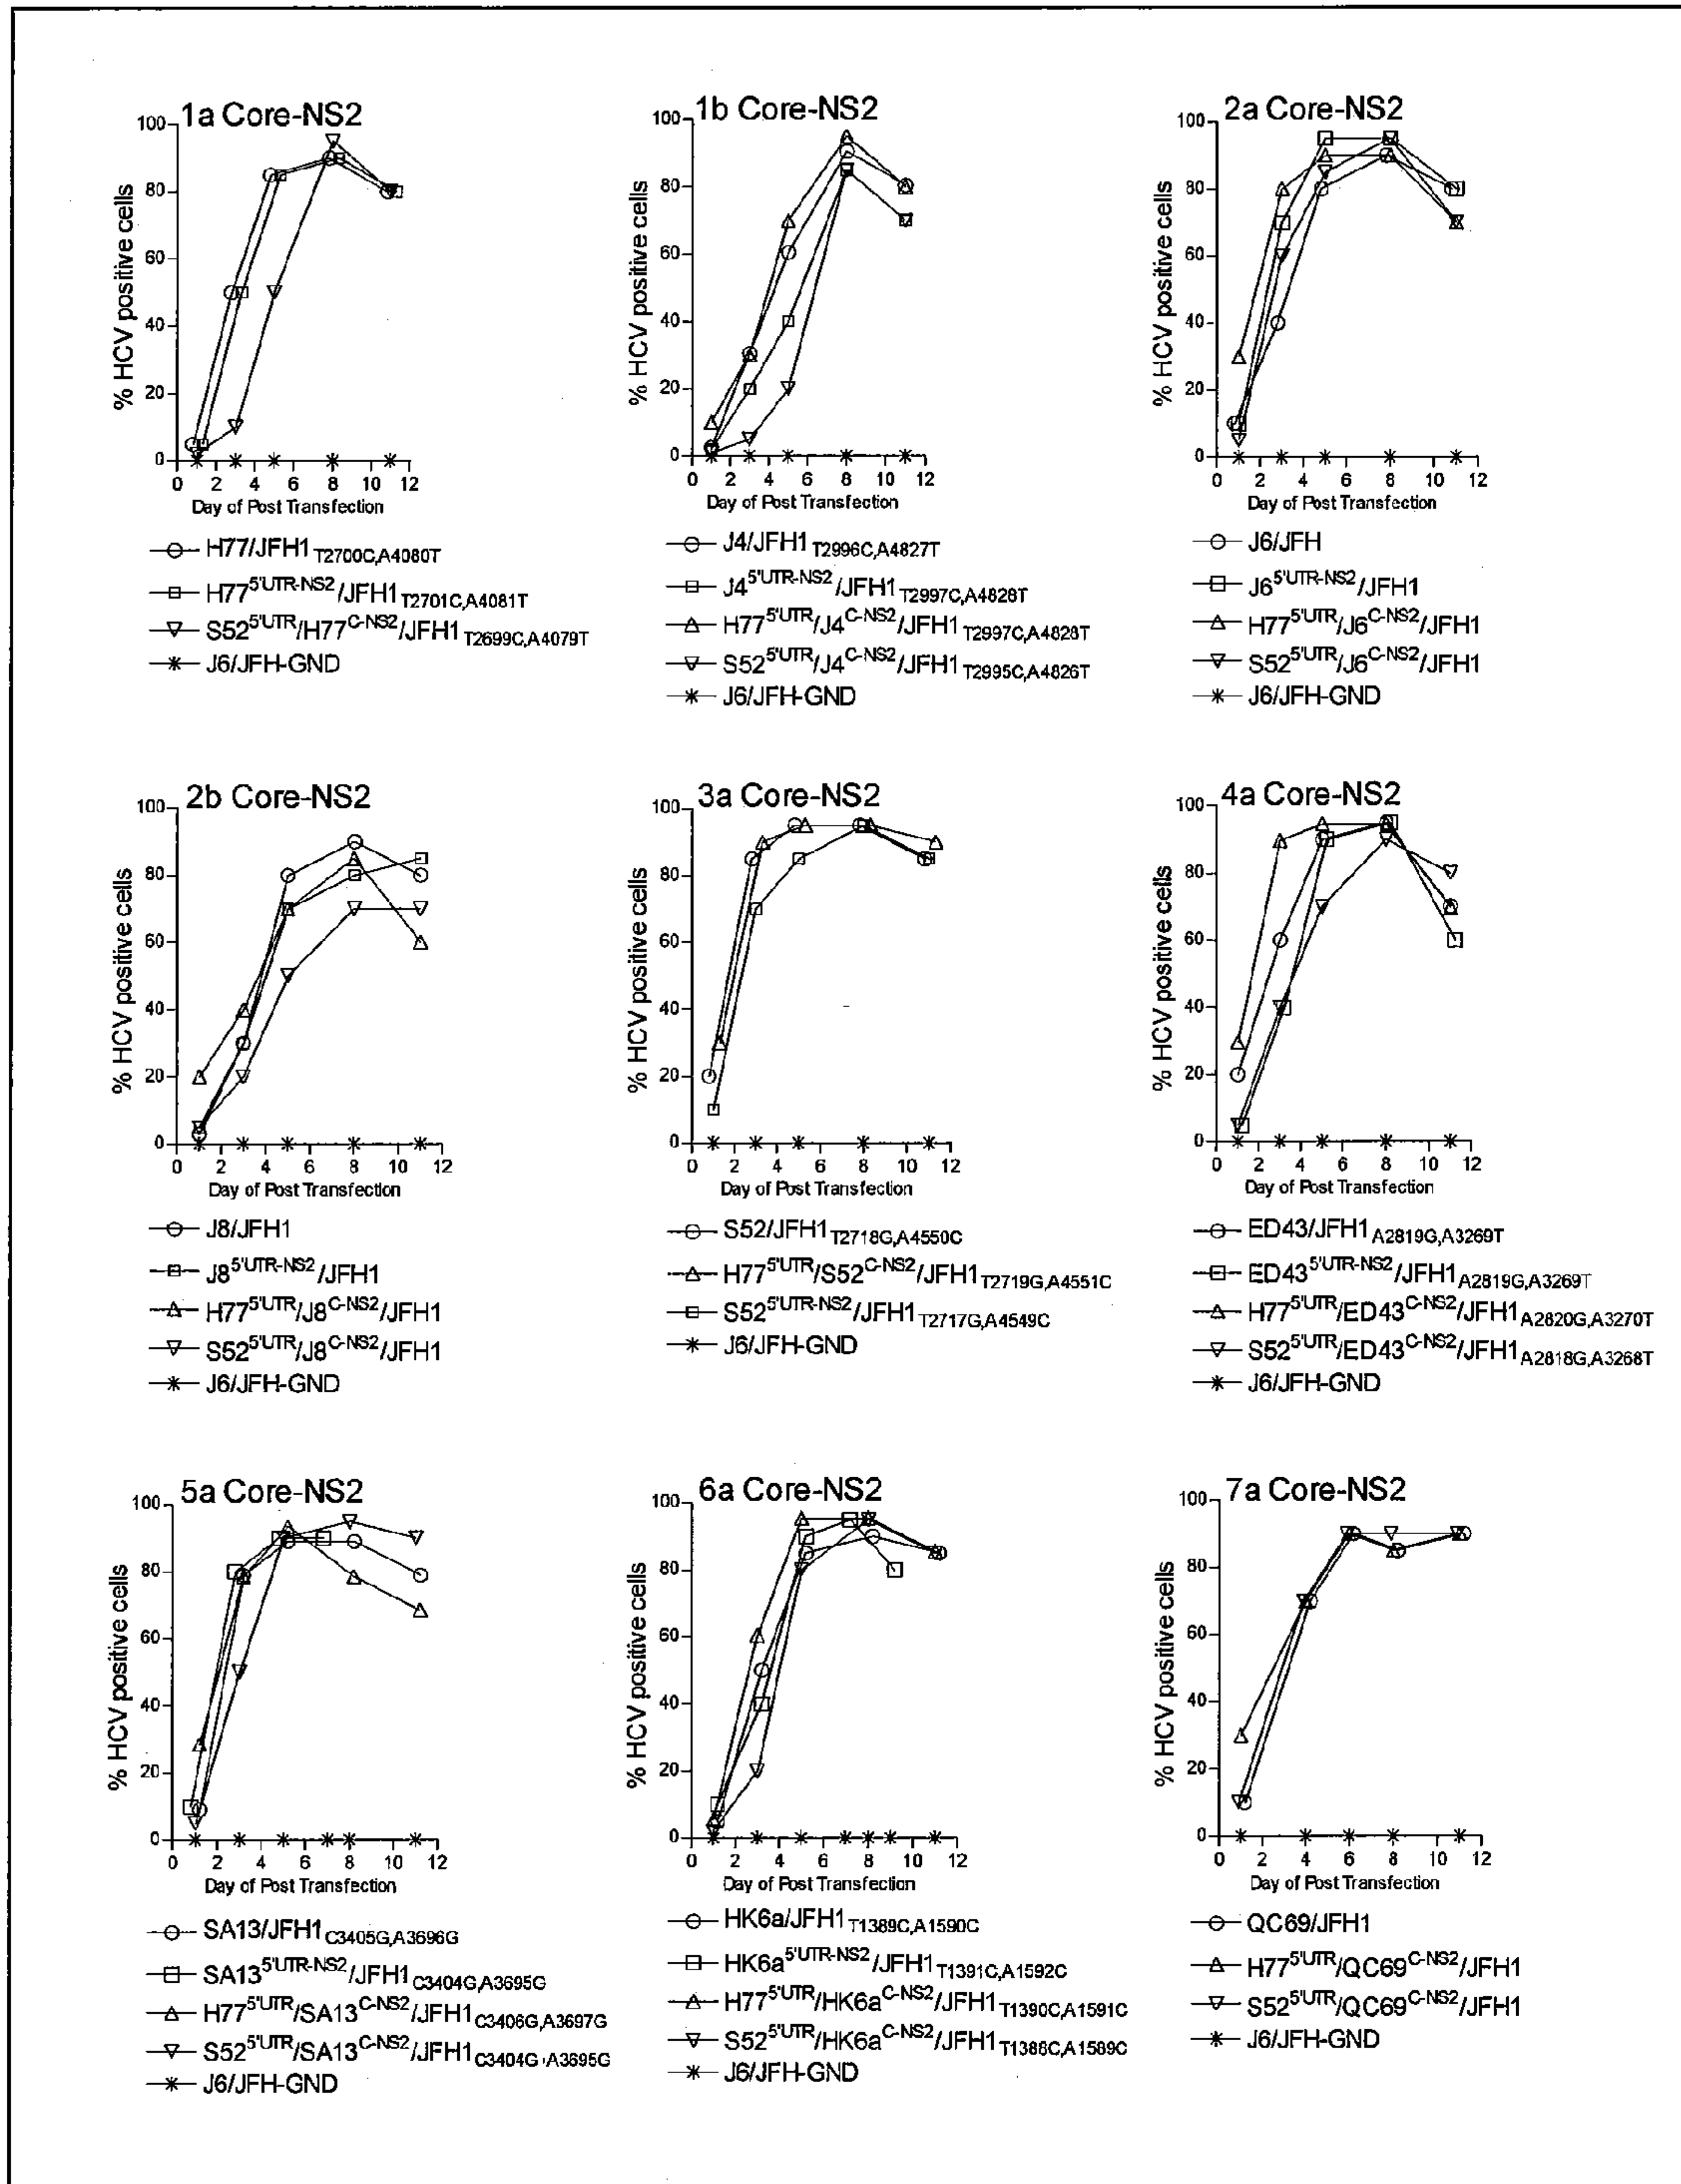 1a Core-NS2
% HCV positive cells
100
80
60
40
20
0
0 2 4 6 8 10 12
Day of Post Transfection
H77/JFH1 T2700C,A4080T
H77 5'UTR-NS2/JFH1 T2701C,A4081T
S52 5'UTR/H77 C-NS2/JFH1 T2699C,A4079T
J6/JFH-GND
1b Core-NS2
% HCV positive cells
100
80
60
40
20
0
0 2 4 6 8 10 12
Day of Post Transfection
J4/JFH1 T2996C,A4827T
J4 5'UTR-NS2/JFH1 T2997C,A4828T
H77 5'UTR/J4 C-NS2/JFH1 T2997C,A4828T
S52 5'UTR/J4 C-NS2/JFH1 T2995C,A4826T
J6/JFH-GND
2a Core-NS2
% HCV positive cells
100
80
60
40
20
0
0 2 4 6 8 10 12
Day of Post Transfection
J6/JFH
J6 5'UTR-NS2/JFH1
H77 5'UTR/J6 C-NS2/JFH1
S52 5'UTR/J6 C-NS2/JFH1
J6/JFH-GND
2b Core-NS2
% HCV positive cells
100
80
60
40
20
0
0 2 4 6 8 10 12
Day of Post Transfection
J8/JFH1
J8 5'UTR-NS2/JFH1
H77 5'UTR/J8 C-NS2/JFH1
S52 5'UTR/J8 C-NS2/JFH1
J6/JFH-GND
3a Core-NS2
% HCV positive cells
100
80
60
40
20
0
0 2 4 6 8 10 12
Day of Post Transfection
S52/JFH1 T2718G,A4550C
H77 5'UTR/S52 C-NS2/JFH1 T2719G,A4551C
S52 5'UTR-NS2/JFH1 T2717G,A4549C
J6/JFH-GND
4a Core-NS2
% HCV positive cells
100
80
60
40
20
0
0 2 4 6 8 10 12
Day of Post Transfection
ED43/JFH1 A2819G,A3269T
ED43 5'UTR-NS2/JFH1 A2819G,A3269T
H77 5'UTR/ED43 C-NS2/JFH1 A2820G,A3270T
S52 5'UTR/ED43 C-NS2/JFH1 A2818G,A3268T
J6/JFH-GND
5a Core-NS2
% HCV positive cells
100
80
60
40
20
0
0 2 4 6 8 10 12
Day of Post Transfection
SA13/JFH1 C3405G,A3696G
SA13 5'UTR-NS2/JFH1 C3404G,A3695G
H77 5'UTR/SA13 C-NS2/JFH1 C3406G,A3697G
S52 5'UTR/SA13 C-NS2/JFH1 C3404G,A3695G
J6/JFH-GND
6a Core-NS2
% HCV positive cells
100
80
60
40
20
0
0 2 4 6 8 10 12
Day of Post Transfection
HK6a/JFH1 T1389C,A1590C
HK6a 5'UTR-NS2/JFH1 T1391C,A1592C
H77 5'UTR/HK6a C-NS2/JFH1 T1390C,A1591C
S52 5'UTR/HK6a C-NS2/JFH1 T1388C,A1589C
J6/JFH-GND
7a Core-NS2
% HCV positive cells
100
80
60
40
20
0
0 2 4 6 8 10 12
Day of Post Transfection
QC69/JFH1
H77 5'UTR/QC69 C-NS2/JFH1
S52 5'UTR/QC69 C-NS2/JFH1
J6/JFH-GND